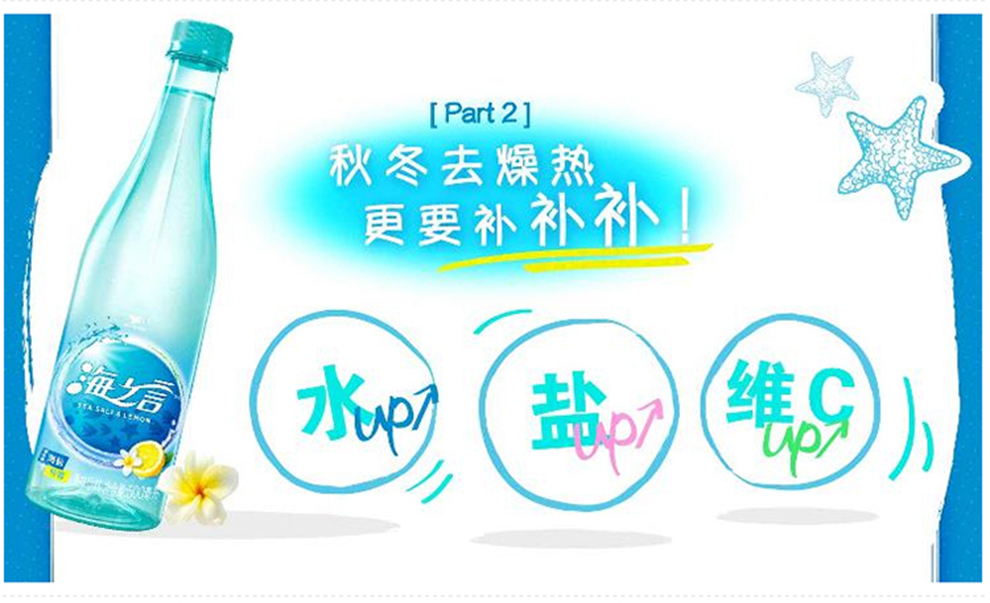 [ Part 2 ]
秋冬去燥热
更要补补补!
水up
盐up
维C up
海之言
SEA SALT & LEMON